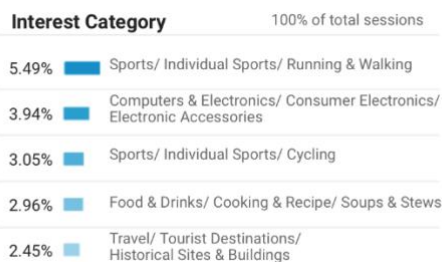 Interest Category 100% of total sessions
5.49% Sports/ Individual Sports/ Running & Walking
3.94% Computers & Electronics/ Consumer Electronics/
Electronic Accessories
3.05% Sports/ Individual Sports/ Cycling
2.96% Food & Drinks/ Cooking & Recipe/ Soups & Stews
2.45% Travel/ Tourist Destinations/
Historical Sites & Buildings